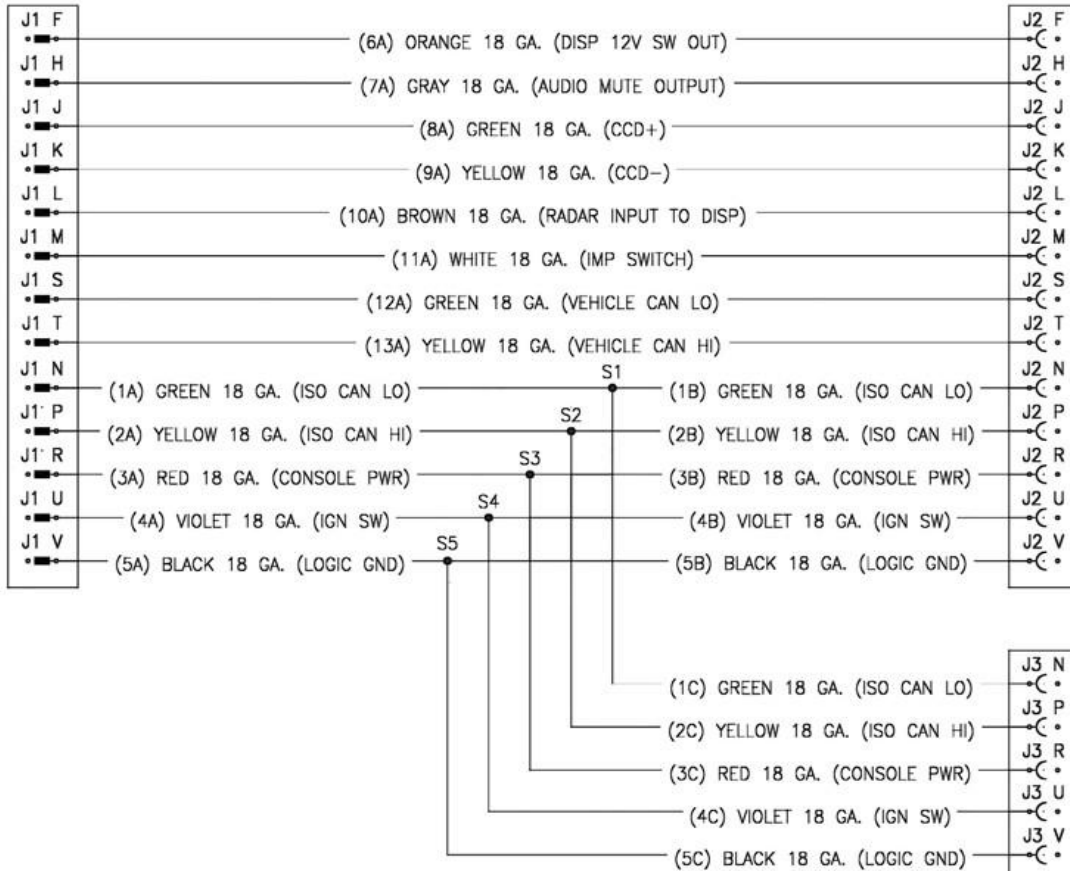 J1 F J2 F
(6A) ORANGE 18 GA. (DISP 12V SW OUT)
J1 H J2 H
(7A) GRAY 18 GA. (AUDIO MUTE OUTPUT)
J1 J J2 J
(8A) GREEN 18 GA. (CCD+)
J1 K J2 K
(9A) YELLOW 18 GA. (CCD-)
J1 L J2 L
(10A) BROWN 18 GA. (RADAR INPUT TO DISP)
J1 M J2 M
(11A) WHITE 18 GA. (IMP SWITCH)
J1 S J2 S
(12A) GREEN 18 GA. (VEHICLE CAN LO)
J1 T J2 T
(13A) YELLOW 18 GA. (VEHICLE CAN HI)
J1 N S1 J2 N
(1A) GREEN 18 GA. (ISO CAN LO) (1B) GREEN 18 GA. (ISO CAN LO)
J1 P S2 J2 P
(2A) YELLOW 18 GA. (ISO CAN HI) (2B) YELLOW 18 GA. (ISO CAN HI)
J1 R S3 J2 R
(3A) RED 18 GA. (CONSOLE PWR) (3B) RED 18 GA. (CONSOLE PWR)
J1 U S4 J2 U
(4A) VIOLET 18 GA. (IGN SW) (4B) VIOLET 18 GA. (IGN SW)
J1 V S5 J2 V
(5A) BLACK 18 GA. (LOGIC GND) (5B) BLACK 18 GA. (LOGIC GND)
J3 N
(1C) GREEN 18 GA. (ISO CAN LO)
J3 P
(2C) YELLOW 18 GA. (ISO CAN HI)
J3 R
(3C) RED 18 GA. (CONSOLE PWR)
J3 U
(4C) VIOLET 18 GA. (IGN SW)
J3 V
(5C) BLACK 18 GA. (LOGIC GND)